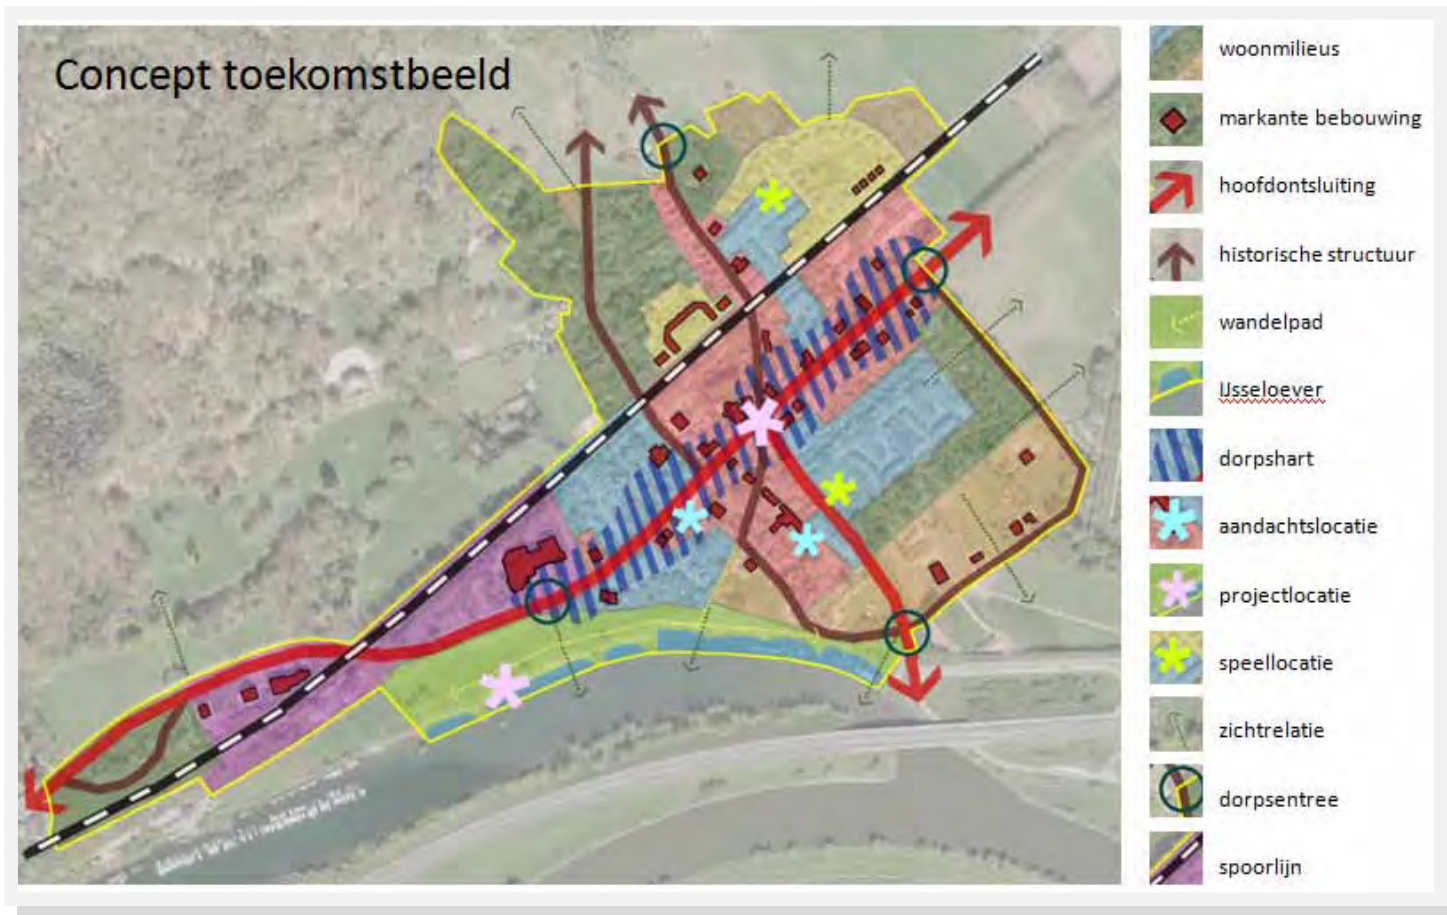 Concept toekomstbeeld
woonmilieus
markante bebouwing
hoofdontsluiting
historische structuur
wandelpad
IJsseloever
dorpshart
aandachtslocatie
projectlocatie
speellocatie
zichtrelatie
dorpsentree
spoorlijn